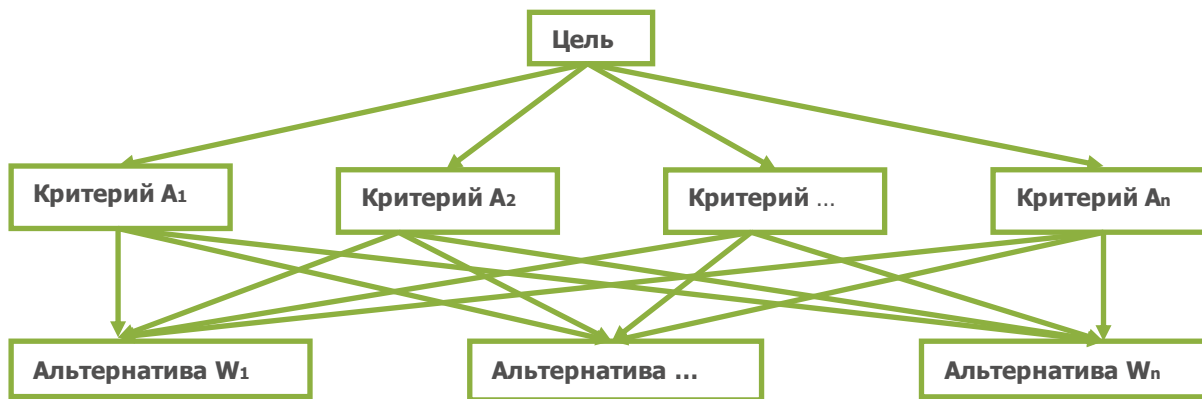 Цель
Критерий A₁
Критерий A₂
Критерий ...
Критерий Aₙ
Альтернатива W₁
Альтернатива ...
Альтернатива Wₙ